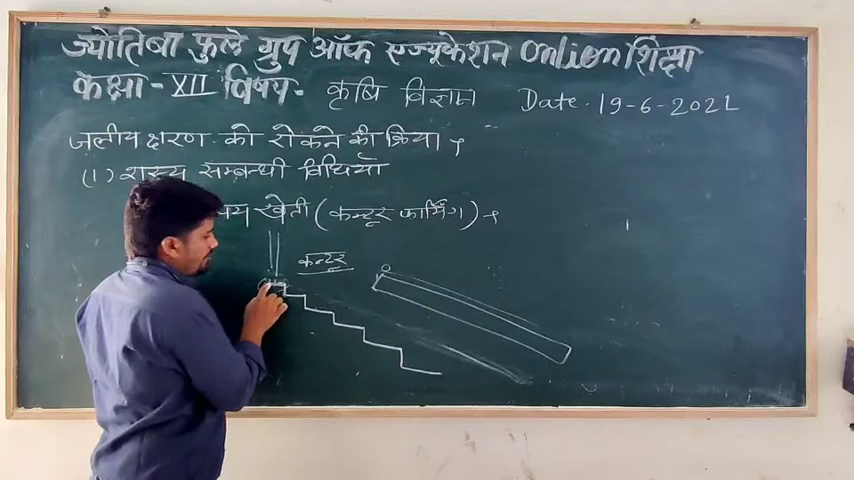 ज्योतिबा फुले ग्रुप ऑफ एज्यूकेशन onlion शिक्षा
कक्षा - XII विषय - कृषि विज्ञान Date. 19-6-2021
जलीय क्षरण को रोकने की क्रिया
(1) शस्य सम्बन्धी विधियाँ
खेती (कन्टूर फार्मिंग)
कन्टूर